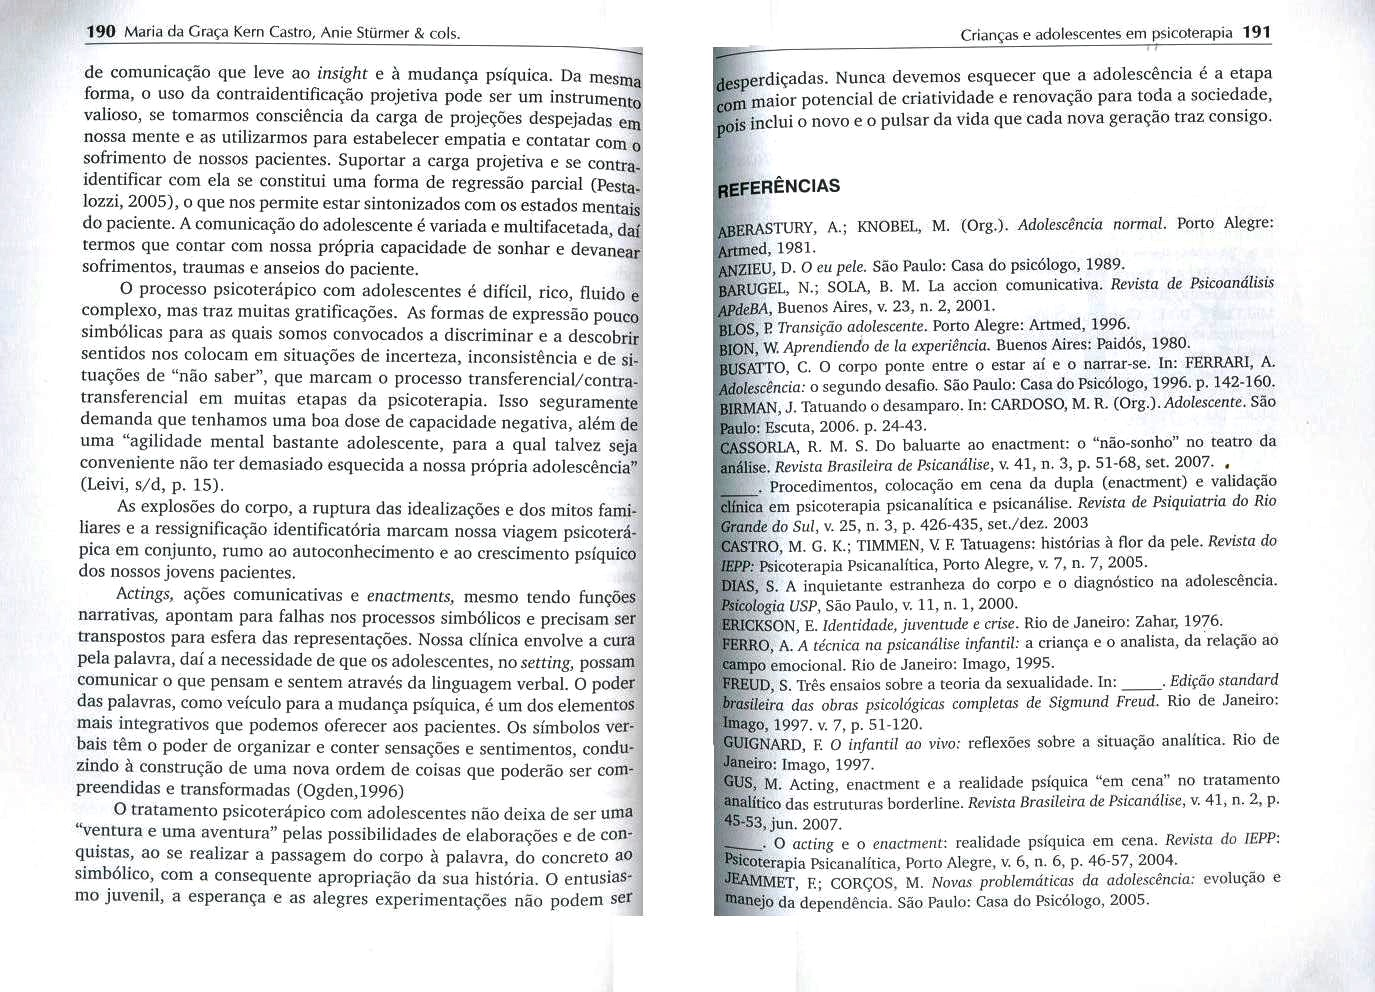 190 Maria da Graça Kern Castro, Anie Stürmer & cols.
de comunicação que leve ao insight e à mudança psíquica. Da mesma
forma, o uso da contraidentificação projetiva pode ser um instrumento
valioso, se tomarmos consciência da carga de projeções despejadas em
nossa mente e as utilizarmos para estabelecer empatia e contatar com o
sofrimento de nossos pacientes. Suportar a carga projetiva e se contra-
identificar com ela se constitui uma forma de regressão parcial (Pesta-
lozzi, 2005), o que nos permite estar sintonizados com os estados mentais
do paciente. A comunicação do adolescente é variada e multifacetada, daí
termos que contar com nossa própria capacidade de sonhar e devanear
sofrimentos, traumas e anseios do paciente.
O processo psicoterápico com adolescentes é difícil, rico, fluido e
complexo, mas traz muitas gratificações. As formas de expressão pouco
simbólicas para as quais somos convocados a discriminar e a descobrir
sentidos nos colocam em situações de incerteza, inconsistência e de si-
tuações de “não saber”, que marcam o processo transferencial/contra-
transferencial em muitas etapas da psicoterapia. Isso seguramente
demanda que tenhamos uma boa dose de capacidade negativa, além de
uma “agilidade mental bastante adolescente, para a qual talvez seja
conveniente não ter demasiado esquecida a nossa própria adolescência”
(Leivi, s/d, p. 15).
As explosões do corpo, a ruptura das idealizações e dos mitos fami-
liares e a ressignificação identificatória marcam nossa viagem psicoterá-
pica em conjunto, rumo ao autoconhecimento e ao crescimento psíquico
dos nossos jovens pacientes.
Actings, ações comunicativas e enactments, mesmo tendo funções
narrativas, apontam para falhas nos processos simbólicos e precisam ser
transpostos para esfera das representações. Nossa clínica envolve a cura
pela palavra, daí a necessidade de que os adolescentes, no setting, possam
comunicar o que pensam e sentem através da linguagem verbal. O poder
das palavras, como veículo para a mudança psíquica, é um dos elementos
mais integrativos que podemos oferecer aos pacientes. Os símbolos ver-
bais têm o poder de organizar e conter sensações e sentimentos, condu-
zindo à construção de uma nova ordem de coisas que poderão ser com-
preendidas e transformadas (Ogden,1996)
O tratamento psicoterápico com adolescentes não deixa de ser uma
“ventura e uma aventura” pelas possibilidades de elaborações e de con-
quistas, ao se realizar a passagem do corpo à palavra, do concreto ao
simbólico, com a consequente apropriação da sua história. O entusias-
mo juvenil, a esperança e as alegres experimentações não podem ser
Crianças e adolescentes em psicoterapia 191
desperdiçadas. Nunca devemos esquecer que a adolescência é a etapa
com maior potencial de criatividade e renovação para toda a sociedade,
pois inclui o novo e o pulsar da vida que cada nova geração traz consigo.
REFERÊNCIAS
ABERASTURY, A.; KNOBEL, M. (Org.). Adolescência normal. Porto Alegre:
Artmed, 1981.
ANZIEU, D. O eu pele. São Paulo: Casa do psicólogo, 1989.
BARUGEL, N.; SOLA, B. M. La accion comunicativa. Revista de Psicoanálisis
APdeBA, Buenos Aires, v. 23, n. 2, 2001.
BLOS, P. Transição adolescente. Porto Alegre: Artmed, 1996.
BION, W. Aprendiendo de la experiência. Buenos Aires: Paidós, 1980.
BUSATTO, C. O corpo ponte entre o estar aí e o narrar-se. In: FERRARI, A.
Adolescência: o segundo desafio. São Paulo: Casa do Psicólogo, 1996. p. 142-160.
BIRMAN, J. Tatuando o desamparo. In: CARDOSO, M. R. (Org.). Adolescente. São
Paulo: Escuta, 2006. p. 24-43.
CASSORLA, R. M. S. Do baluarte ao enactment: o “não-sonho” no teatro da
análise. Revista Brasileira de Psicanálise, v. 41, n. 3, p. 51-68, set. 2007.
_____. Procedimentos, colocação em cena da dupla (enactment) e validação
clínica em psicoterapia psicanalítica e psicanálise. Revista de Psiquiatria do Rio
Grande do Sul, v. 25, n. 3, p. 426-435, set./dez. 2003
CASTRO, M. G. K.; TIMMEN, V. F. Tatuagens: histórias à flor da pele. Revista do
IEPP: Psicoterapia Psicanalítica, Porto Alegre, v. 7, n. 7, 2005.
DIAS, S. A inquietante estranheza do corpo e o diagnóstico na adolescência.
Psicologia USP, São Paulo, v. 11, n. 1, 2000.
ERICKSON, E. Identidade, juventude e crise. Rio de Janeiro: Zahar, 1976.
FERRO, A. A técnica na psicanálise infantil: a criança e o analista, da relação ao
campo emocional. Rio de Janeiro: Imago, 1995.
FREUD, S. Três ensaios sobre a teoria da sexualidade. In: _____. Edição standard
brasileira das obras psicológicas completas de Sigmund Freud. Rio de Janeiro:
Imago, 1997. v. 7, p. 51-120.
GUIGNARD, F. O infantil ao vivo: reflexões sobre a situação analítica. Rio de
Janeiro: Imago, 1997.
GUS, M. Acting, enactment e a realidade psíquica “em cena” no tratamento
analítico das estruturas borderline. Revista Brasileira de Psicanálise, v. 41, n. 2, p.
45-53, jun. 2007.
_____. O acting e o enactment: realidade psíquica em cena. Revista do IEPP:
Psicoterapia Psicanalítica, Porto Alegre, v. 6, n. 6, p. 46-57, 2004.
JEAMMET, F.; CORÇOS, M. Novas problemáticas da adolescência: evolução e
manejo da dependência. São Paulo: Casa do Psicólogo, 2005.